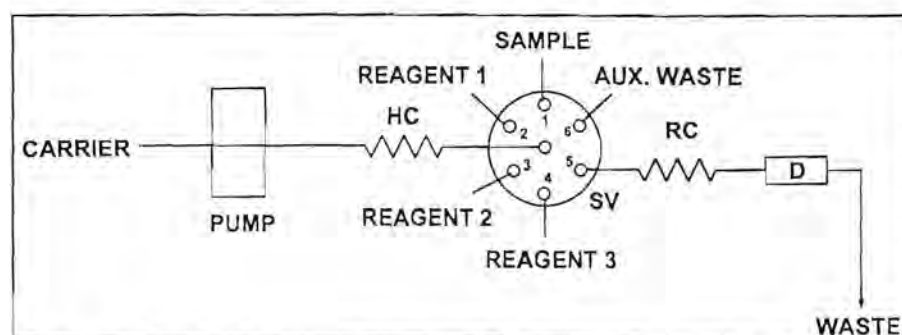 SAMPLE
REAGENT 1
AUX. WASTE
HC
1
2
6
RC
CARRIER
3
5
D
4
SV
PUMP
REAGENT 2
REAGENT 3
WASTE